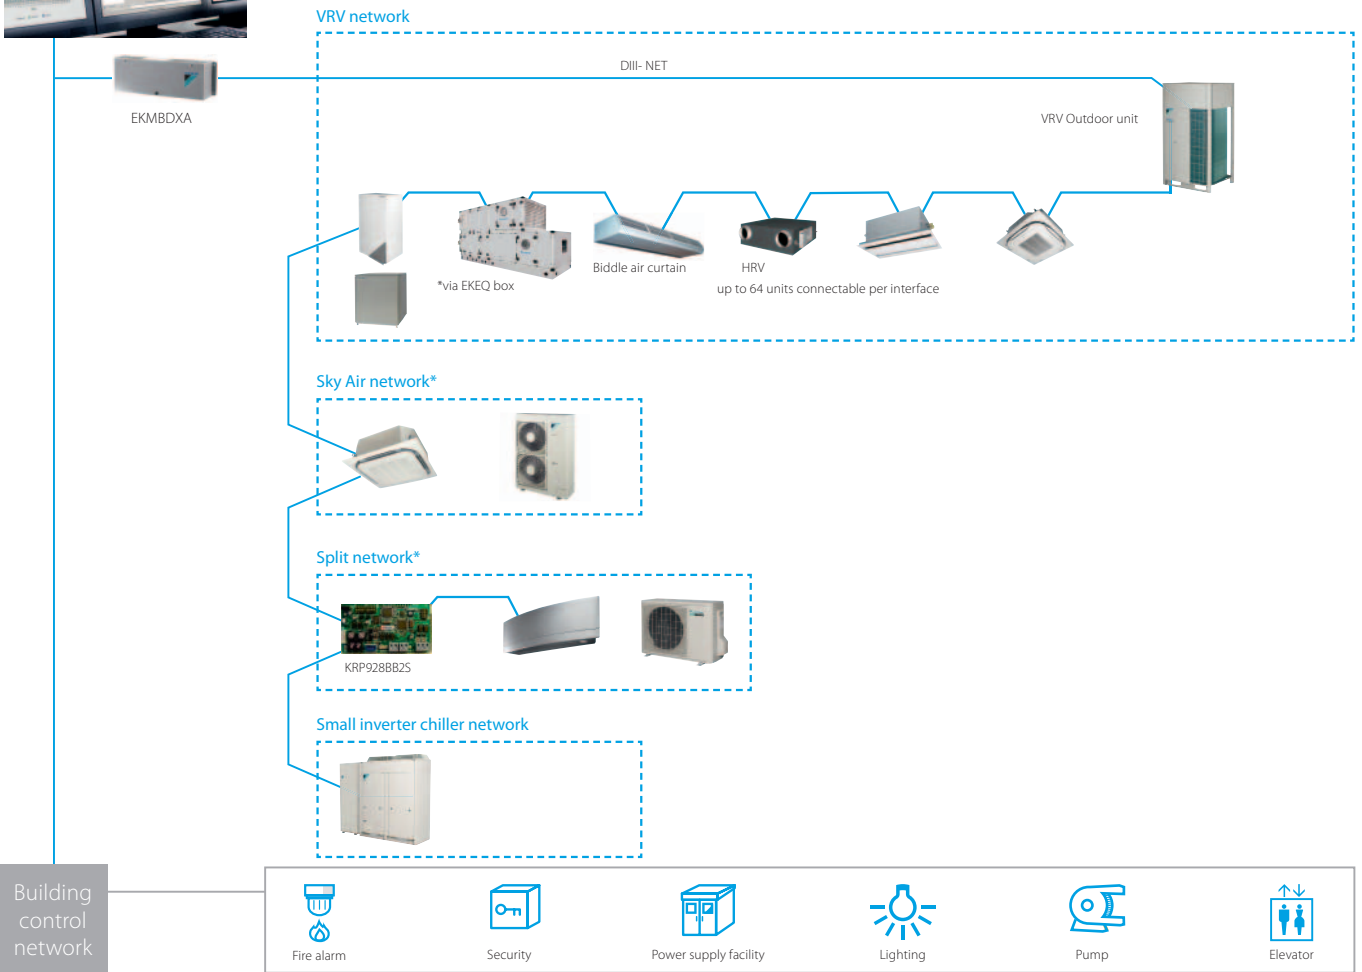 VRV network
DIII- NET
EKMBDXA
VRV Outdoor unit
Biddle air curtain
HRV
*via EKEQ box
up to 64 units connectable per interface
Sky Air network*
Split network*
KRP928BB2S
Small inverter chiller network
Building
control
network
Fire alarm
Security
Power supply facility
Lighting
Pump
Elevator